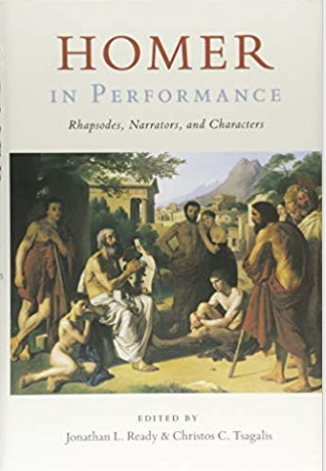 HOMER
IN PERFORMANCE
Rhapsodes, Narrators, and Characters
EDITED BY
Jonathan L. Ready & Christos C. Tsagalis